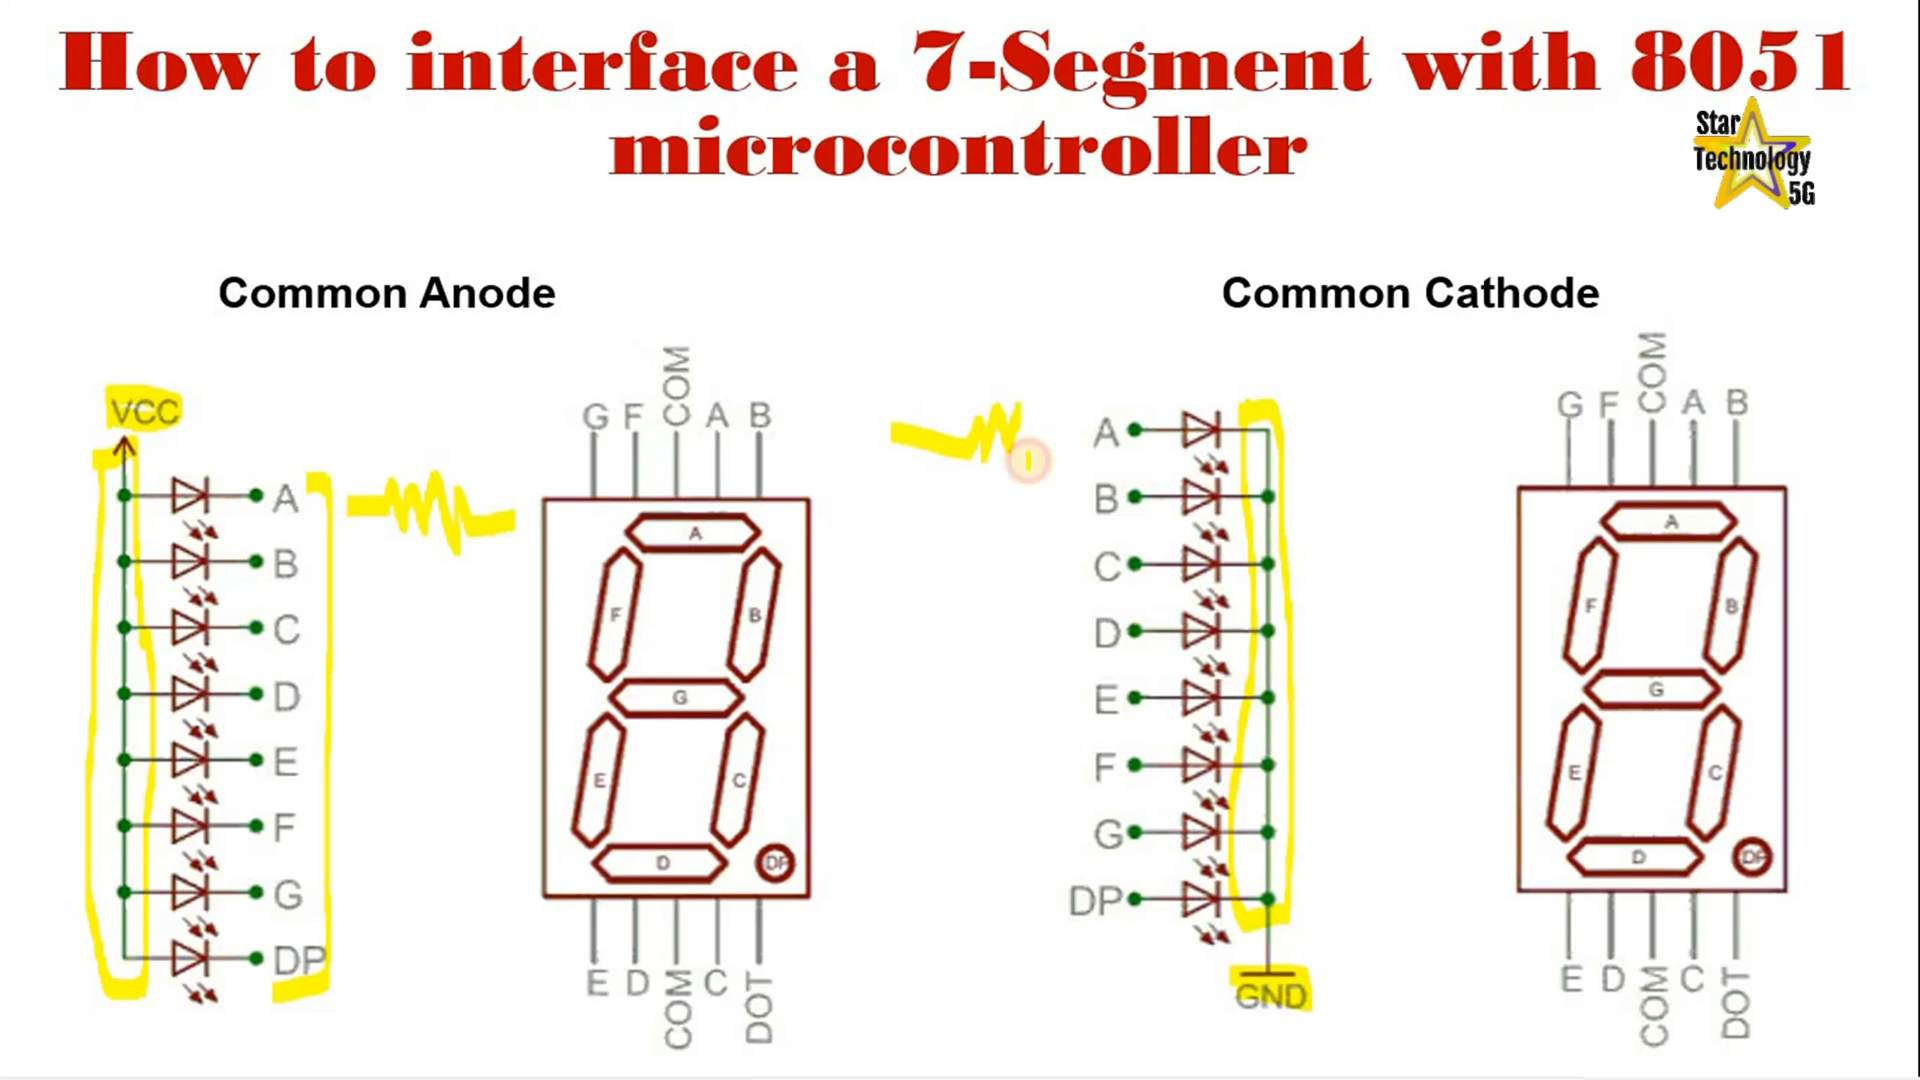 How to interface a 7-Segment with 8051
microcontroller
Star
Technology
5G
Common Anode
VCC
A
B
C
D
E
F
G
DP
G F COM A B
A
F
B
G
E
C
D
DP
E D COM C DOT
Common Cathode
A
B
C
D
E
F
G
DP
GND
G F COM A B
A
F
B
G
E
C
D
DP
E D COM C DOT